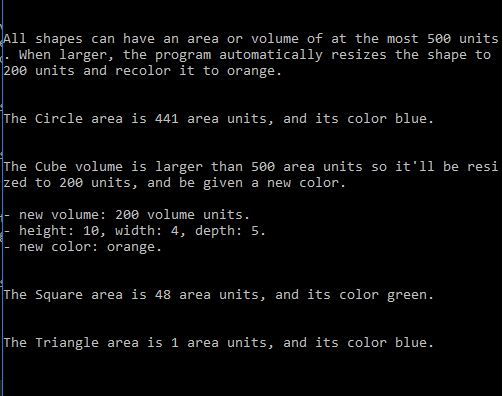 All shapes can have an area or volume of at the most 500 units
. When larger, the program automatically resizes the shape to
200 units and recolor it to orange.
The Circle area is 441 area units, and its color blue.
The Cube volume is larger than 500 area units so it'll be resi
zed to 200 units, and be given a new color.
- new volume: 200 volume units.
- height: 10, width: 4, depth: 5.
- new color: orange.
The Square area is 48 area units, and its color green.
The Triangle area is 1 area units, and its color blue.